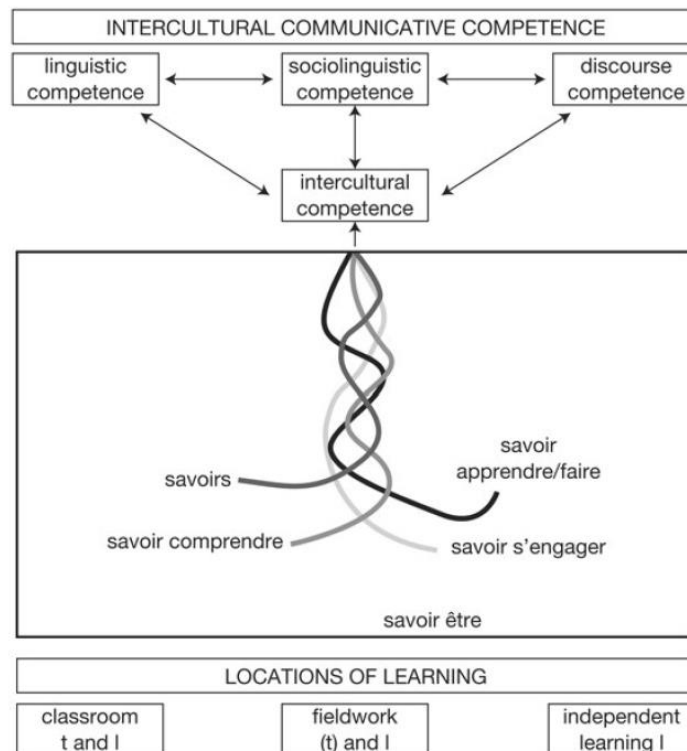 INTERCULTURAL COMMUNICATIVE COMPETENCE
linguistic
competence
sociolinguistic
competence
discourse
competence
intercultural
competence
savoir
apprendre/faire
savoirs
savoir comprendre
savoir s’engager
savoir être
LOCATIONS OF LEARNING
classroom
t and l
fieldwork
(t) and l
independent
learning l